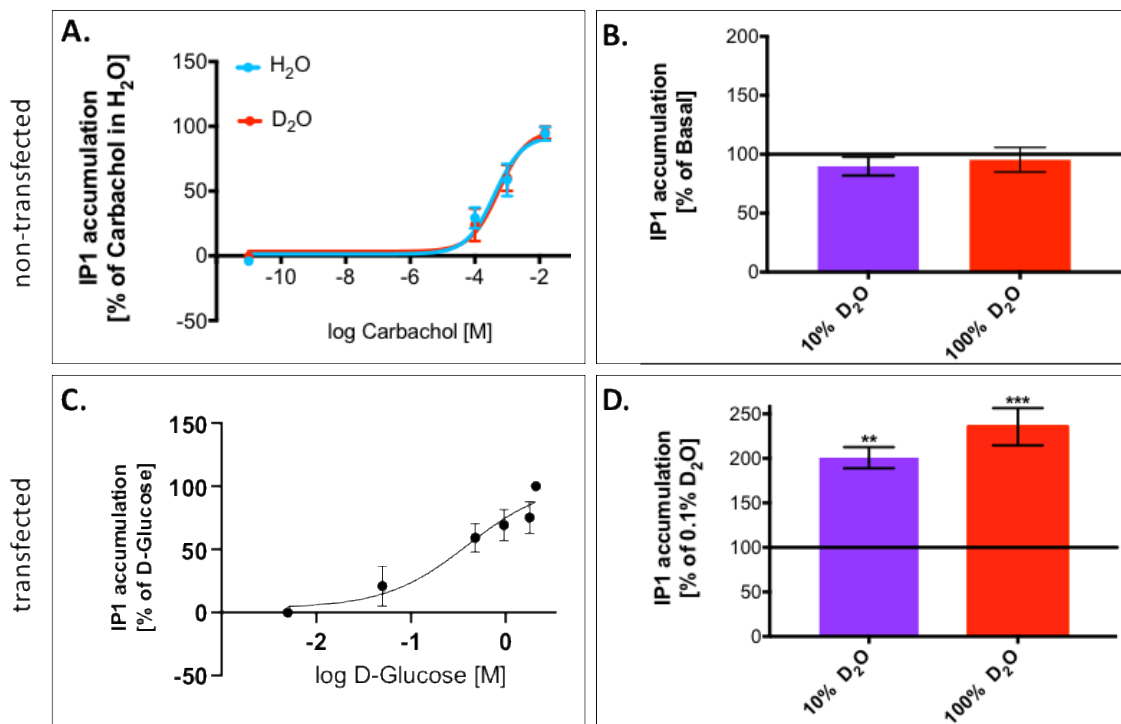 non-transfected
A.
IP1 accumulation
[% of Carbachol in H₂O]
150
100
50
0
-50
H₂O
D₂O
-10 -8 -6 -4 -2
log Carbachol [M]
B.
IP1 accumulation
[% of Basal]
200
150
100
50
0
10% D₂O
100% D₂O
transfected
C.
IP1 accumulation
[% of D-Glucose]
150
100
50
0
-50
-2 -1 0
log D-Glucose [M]
D.
IP1 accumulation
[% of 0.1% D₂O]
250
200
150
100
50
0
**
***
10% D₂O
100% D₂O